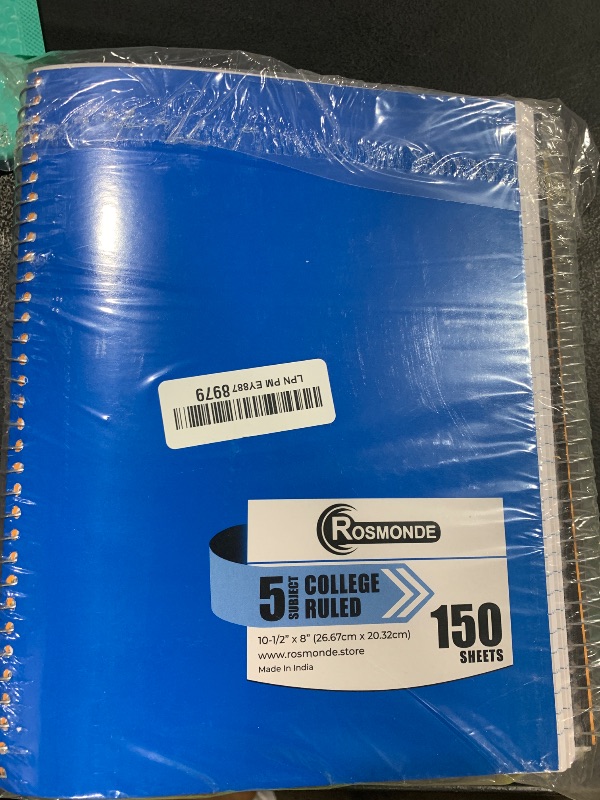 LPN PM EY887 8979
ROSMONDE
5 SUBJECT COLLEGE RULED
10-1/2” x 8” (26.67cm x 20.32cm)
www.rosmonde.store
Made In India
150
SHEETS